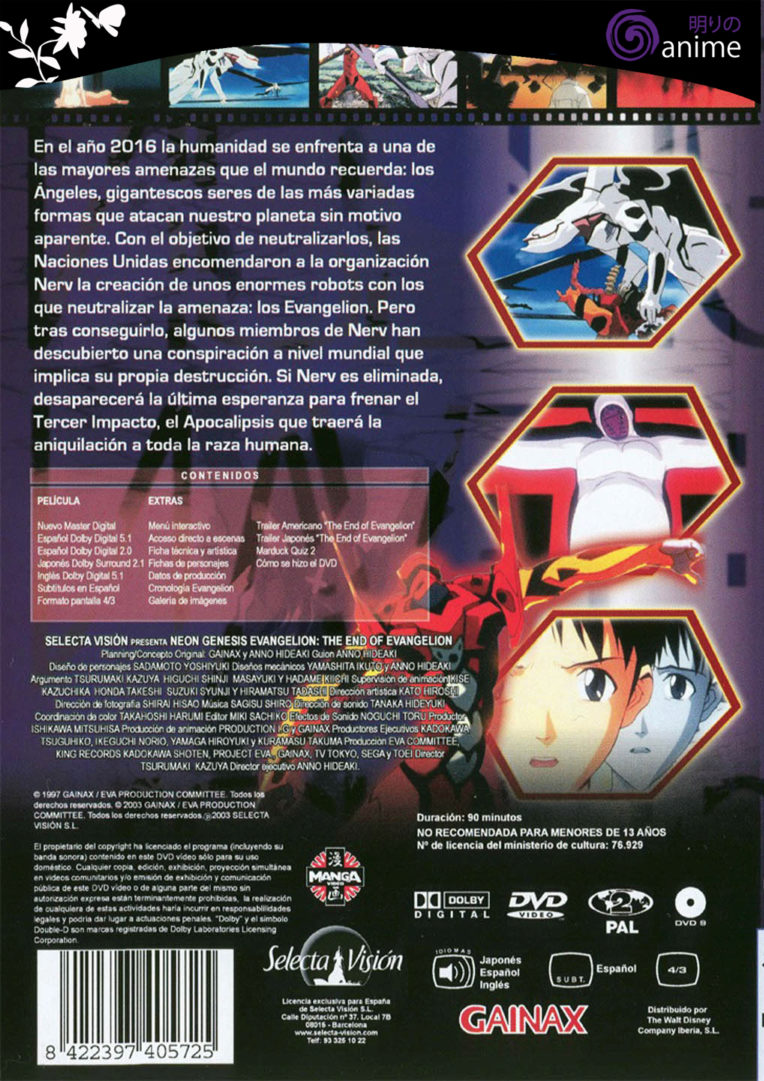 明りの
anime
En el año 2016 la humanidad se enfrenta a una de
las mayores amenazas que el mundo recuerda: los
Ángeles, gigantescos seres de las más variadas
formas que atacan nuestro planeta sin motivo
aparente. Con el objetivo de neutralizarlos, las
Naciones Unidas encomendaron a la organización
Nerv la creación de unos enormes robots con los
que neutralizar la amenaza: los Evangelion. Pero
tras conseguirlo, algunos miembros de Nerv han
descubierto una conspiración a nivel mundial que
implica su propia destrucción. Si Nerv es eliminada,
desaparecerá la última esperanza para frenar el
Tercer Impacto, el Apocalipsis que traerá la
aniquilación a toda la raza humana.
CONTENIDOS
PELÍCULA
Nuevo Master Digital
Español Dolby Digital 5.1
Español Dolby Digital 2.0
Japonés Dolby Surround 2.1
Inglés Dolby Digital 5.1
Subtítulos en Español
Formato pantalla 4/3
EXTRAS
Menú interactivo
Acceso directo a escenas
Ficha técnica y artística
Fichas de personajes
Datos de producción
Cronología Evangelion
Galería de imágenes
Trailer Americano "The End of Evangelion"
Trailer Japonés "The End of Evangelion"
Marduck Quiz 2
Cómo se hizo el DVD
SELECTA VISIÓN PRESENTA NEON GENESIS EVANGELION: THE END OF EVANGELION
Planning/Concepto Original: GAINAX y ANNO HIDEAKI Guion ANNO HIDEAKI
Diseño de personajes SADAMOTO YOSHIYUKI Diseños mecánicos YAMASHITA IKUTO y ANNO HIDEAKI
Argumento TSURUMAKI KAZUYA HIGUCHI SHINJI MASAYUKI Y HADAME KIICHI Supervisión de animación KISE
KAZUCHIKA HONDA TAKESHI SUZUKI SYUNJI Y HIRAMATSU TADASHI Dirección artística KATO HIROSHI
Dirección de fotografía SHIRAI HISAO Música SAGISU SHIRO Dirección de sonido TANAKA HIDEYUKI
Coordinación de color TAKAHOSHI HARUMI Editor MIKI SACHIKO Efectos de Sonido NOGUCHI TORU Productor
ISHIKAWA MITSUHISA Producción de animación PRODUCTION I.G y GAINAX Productores Ejecutivos KADOKAWA
TSUGUHIKO, IKEGUCHI NORIO, YAMAGA HIROYUKI y KURAMASU TAKUMA Producción EVA COMMITTEE,
KING RECORDS KADOKAWA SHOTEN, PROJECT EVA, GAINAX, TV TOKYO, SEGA y TOEI Director
TSURUMAKI KAZUYA Director ejecutivo ANNO HIDEAKI.
© 1997 GAINAX / EVA PRODUCTION COMMITTEE. Todos los
derechos reservados. © 2003 GAINAX / EVA PRODUCTION
COMMITTEE. Todos los derechos reservados. ℗2003 SELECTA
VISIÓN S.L.
El propietario del copyright ha licenciado el programa (incluyendo su
banda sonora) contenido en este DVD vídeo sólo para su uso
doméstico. Cualquier copia, edición, exhibición, proyección simultánea
en videos comunitarios y/o emisión de exhibición y comunicación
pública de este DVD vídeo o de alguna parte del mismo sin
autorización expresa están terminantemente prohibidas, la realización
de cualquiera de estas actividades haría incurrir en responsabilidades
legales y podría dar lugar a actuaciones penales. "Dolby" y el símbolo
Double-D son marcas registradas de Dolby Laboratories Licensing
Corporation.
8 422397 405725
MANGA
VIDEO
Selecta Visión
Licencia exclusiva para España
de Selecta Visión S.L.
Calle Diputación nº 37. Local 7B
08015 - Barcelona
www.selecta-vision.com
Telf: 93 325 10 22
Duración: 90 minutos
NO RECOMENDADA PARA MENORES DE 13 AÑOS
Nº de licencia del ministerio de cultura: 76.929
DOLBY
DIGITAL
DVD
VIDEO
2
PAL
DVD 9
IDIOMAS
Japonés
Español
Inglés
SUBT.
Español
4/3
GAINAX
Distribuido por
The Walt Disney
Company Iberia, S.L.